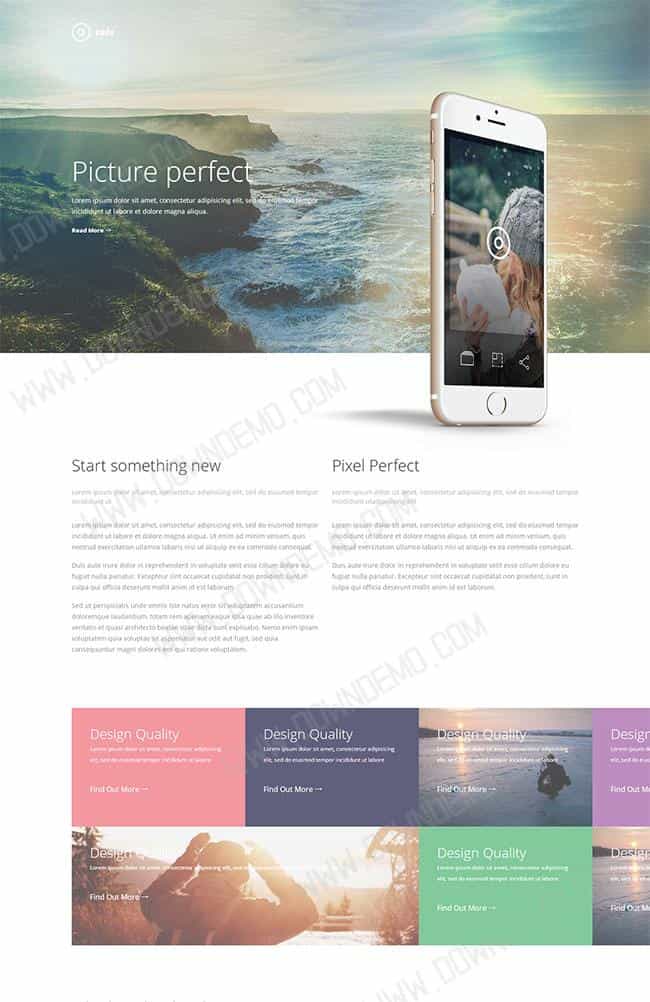 Picture perfect
Lorem ipsum dolor sit amet, consectetur adipisicing elit, sed do eiusmod tempor
incididunt ut labore et dolore magna aliqua.
Read More →
Start something new
Lorem ipsum dolor sit amet, consectetur adipisicing elit, sed do eiusmod tempor
incididunt ut
Lorem ipsum dolor sit amet, consectetur adipisicing elit, sed do eiusmod tempor
incididunt ut labore et dolore magna aliqua. Ut enim ad minim veniam, quis
nostrud exercitation ullamco laboris nisi ut aliquip ex ea commodo consequat.
Duis aute irure dolor in reprehenderit in voluptate velit esse cillum dolore eu
fugiat nulla pariatur. Excepteur sint occaecat cupidatat non proident, sunt in
culpa qui officia deserunt mollit anim id est laborum.
Sed ut perspiciatis unde omnis iste natus error sit voluptatem accusantium
doloremque laudantium, totam rem aperiam, eaque ipsa quae ab illo inventore
veritatis et quasi architecto beatae vitae dicta sunt explicabo. Nemo enim ipsam
voluptatem quia voluptas sit aspernatur aut odit aut fugit, sed quia
consequuntur magni dolores eos qui ratione voluptatem.
Pixel Perfect
Lorem ipsum dolor sit amet, consectetur adipisicing elit, sed do eiusmod tempor
incididunt
Lorem ipsum dolor sit amet, consectetur adipisicing elit, sed do eiusmod tempor
incididunt ut labore et dolore magna aliqua. Ut enim ad minim veniam, quis
nostrud exercitation ullamco laboris nisi ut aliquip ex ea commodo consequat.
Duis aute irure dolor in reprehenderit in voluptate velit esse cillum dolore eu
fugiat nulla pariatur. Excepteur sint occaecat cupidatat non proident, sunt in
culpa qui officia deserunt mollit anim id est laborum.
Design Quality
Lorem ipsum dolor sit amet, consectetur adipisicing elit,
sed do eiusmod tempor incididunt ut labore
Find Out More →
Design Quality
Lorem ipsum dolor sit amet, consectetur adipisicing elit,
sed do eiusmod tempor incididunt ut labore
Find Out More →
Design Quality
Lorem ipsum dolor sit amet, consectetur adipisicing elit,
sed do eiusmod tempor incididunt ut labore
Find Out More →
Design
Lorem ipsum
sed do eiusmod
Find Out
Design Quality
Lorem ipsum dolor sit amet, consectetur adipisicing elit, sed do eiusmod tempor incididunt ut labore
Find Out More →
Design Quality
Lorem ipsum dolor sit amet, consectetur adipisicing elit,
sed do eiusmod tempor incididunt ut labore
Find Out More →
Design
Lorem ipsum
sed do eiusmod
Find Out
WWW.DOWNDEMO.COM
WWW.DOWNDEMO.COM
WWW.DOWNDEMO.COM